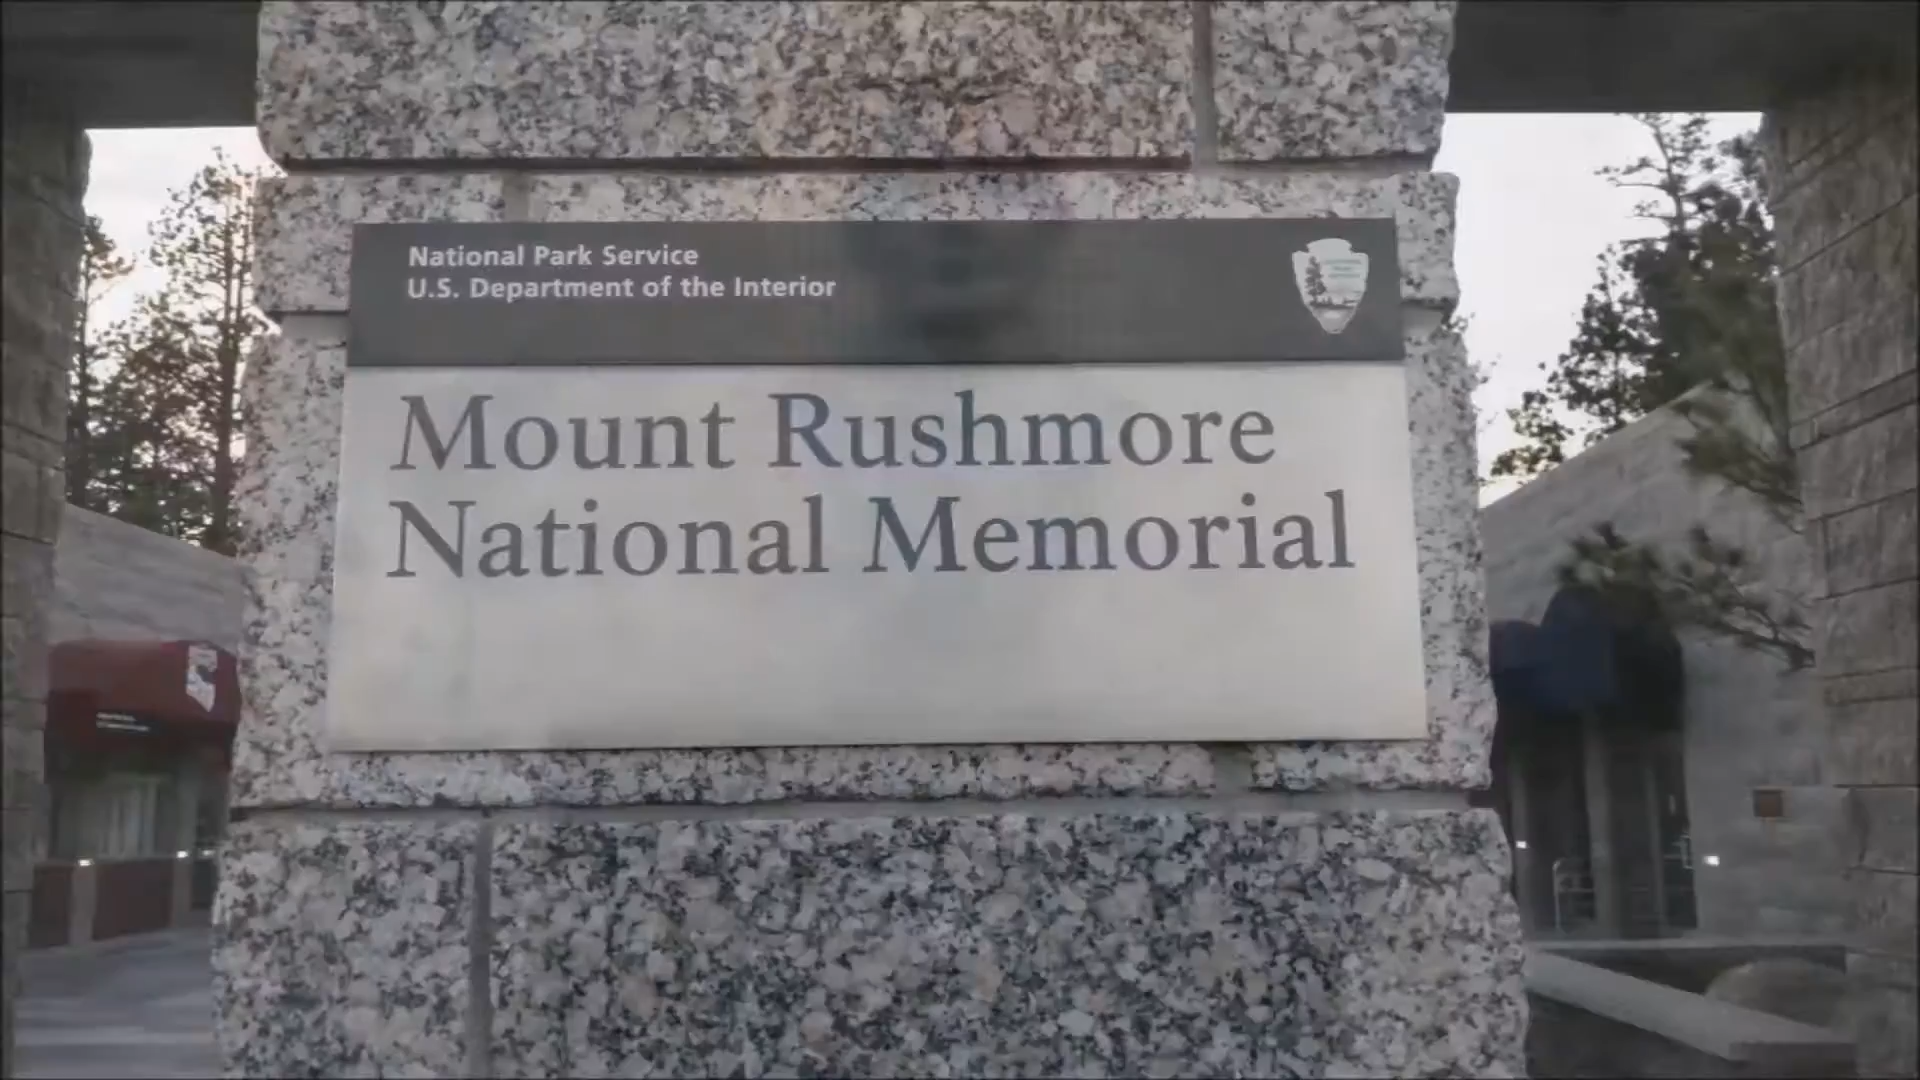 National Park Service
U.S. Department of the Interior
Mount Rushmore
National Memorial